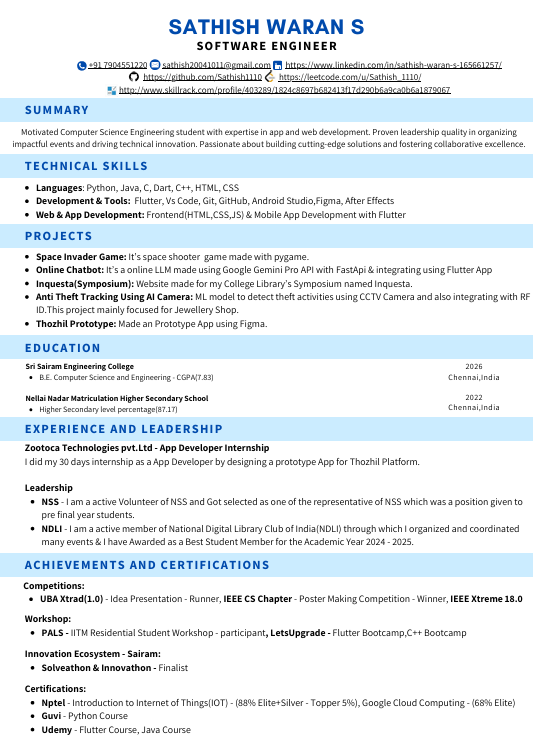 SATHISH WARAN S
SOFTWARE ENGINEER
+91 7904551220 sathish20041011@gmail.com https://www.linkedin.com/in/sathish-waran-s-165661257/
https://github.com/Sathish1110 https://leetcode.com/u/Sathish_1110/
http://www.skillrack.com/profile/403289/1824c8697b682413f17d290b6a9ca0b6a1879067
SUMMARY
Motivated Computer Science Engineering student with expertise in app and web development. Proven leadership quality in organizing
impactful events and driving technical innovation. Passionate about building cutting-edge solutions and fostering collaborative excellence.
TECHNICAL SKILLS
• Languages: Python, Java, C, Dart, C++, HTML, CSS
• Development & Tools: Flutter, Vs Code, Git, GitHub, Android Studio,Figma, After Effects
• Web & App Development: Frontend(HTML,CSS,JS) & Mobile App Development with Flutter
PROJECTS
• Space Invader Game: It's space shooter game made with pygame.
• Online Chatbot: It's a online LLM made using Google Gemini Pro API with FastApi & integrating using Flutter App
• Inquesta(Symposium): Website made for my College Library's Symposium named Inquesta.
• Anti Theft Tracking Using AI Camera: ML model to detect theft activities using CCTV Camera and also integrating with RF
ID.This project mainly focused for Jewellery Shop.
• Thozhil Prototype: Made an Prototype App using Figma.
EDUCATION
Sri Sairam Engineering College 2026
• B.E. Computer Science and Engineering - CGPA(7.83) Chennai,India
Nellai Nadar Matriculation Higher Secondary School 2022
• Higher Secondary level percentage(87.17) Chennai,India
EXPERIENCE AND LEADERSHIP
Zootoca Technologies pvt.Ltd - App Developer Internship
I did my 30 days internship as a App Developer by designing a prototype App for Thozhil Platform.
Leadership
• NSS - I am a active Volunteer of NSS and Got selected as one of the representative of NSS which was a position given to
pre final year students.
• NDLI - I am a active member of National Digital Library Club of India(NDLI) through which I organized and coordinated
many events & I have Awarded as a Best Student Member for the Academic Year 2024 - 2025.
ACHIEVEMENTS AND CERTIFICATIONS
Competitions:
• UBA Xtrad(1.0) - Idea Presentation - Runner, IEEE CS Chapter - Poster Making Competition - Winner, IEEE Xtreme 18.0
Workshop:
• PALS - IITM Residential Student Workshop - participant, LetsUpgrade - Flutter Bootcamp,C++ Bootcamp
Innovation Ecosystem - Sairam:
• Solveathon & Innovathon - Finalist
Certifications:
• Nptel - Introduction to Internet of Things(IOT) - (88% Elite+Silver - Topper 5%), Google Cloud Computing - (68% Elite)
• Guvi - Python Course
• Udemy - Flutter Course, Java Course